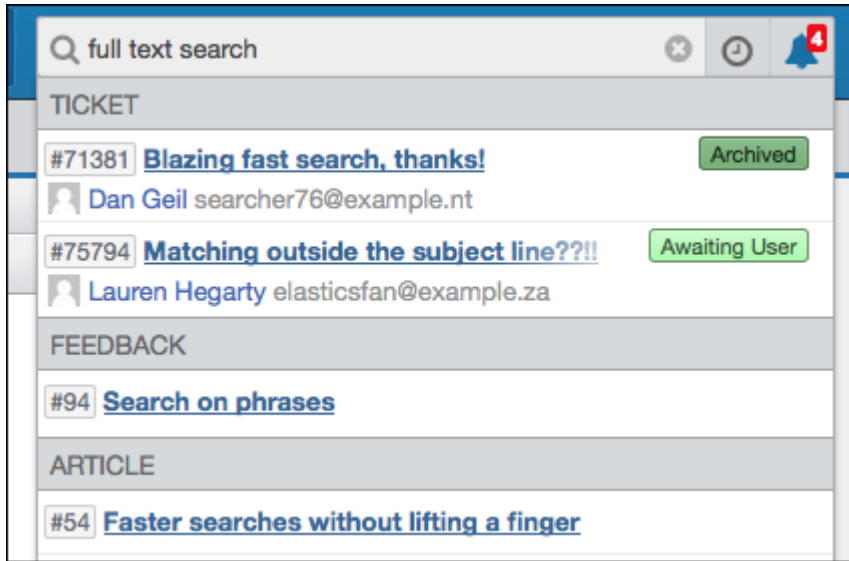 full text search
4
TICKET
#71381 Blazing fast search, thanks! Archived
Dan Geil searcher76@example.nt
#75794 Matching outside the subject line??!! Awaiting User
Lauren Hegarty elasticsfan@example.za
FEEDBACK
#94 Search on phrases
ARTICLE
#54 Faster searches without lifting a finger